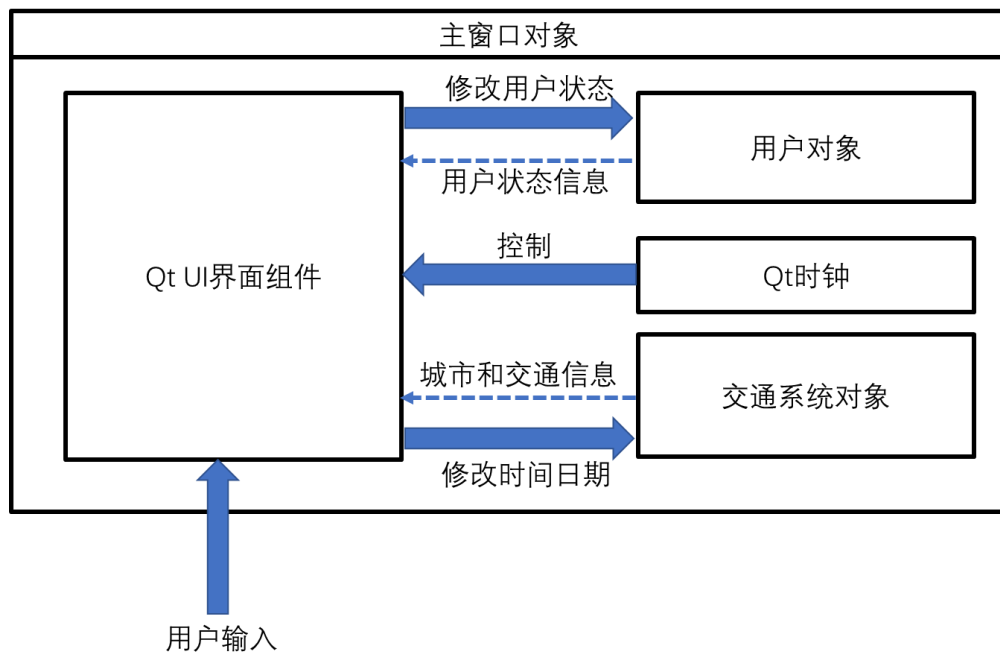 主窗口对象
修改用户状态
用户对象
用户状态信息
控制
Qt UI界面组件
Qt时钟
城市和交通信息
交通系统对象
修改时间日期
用户输入